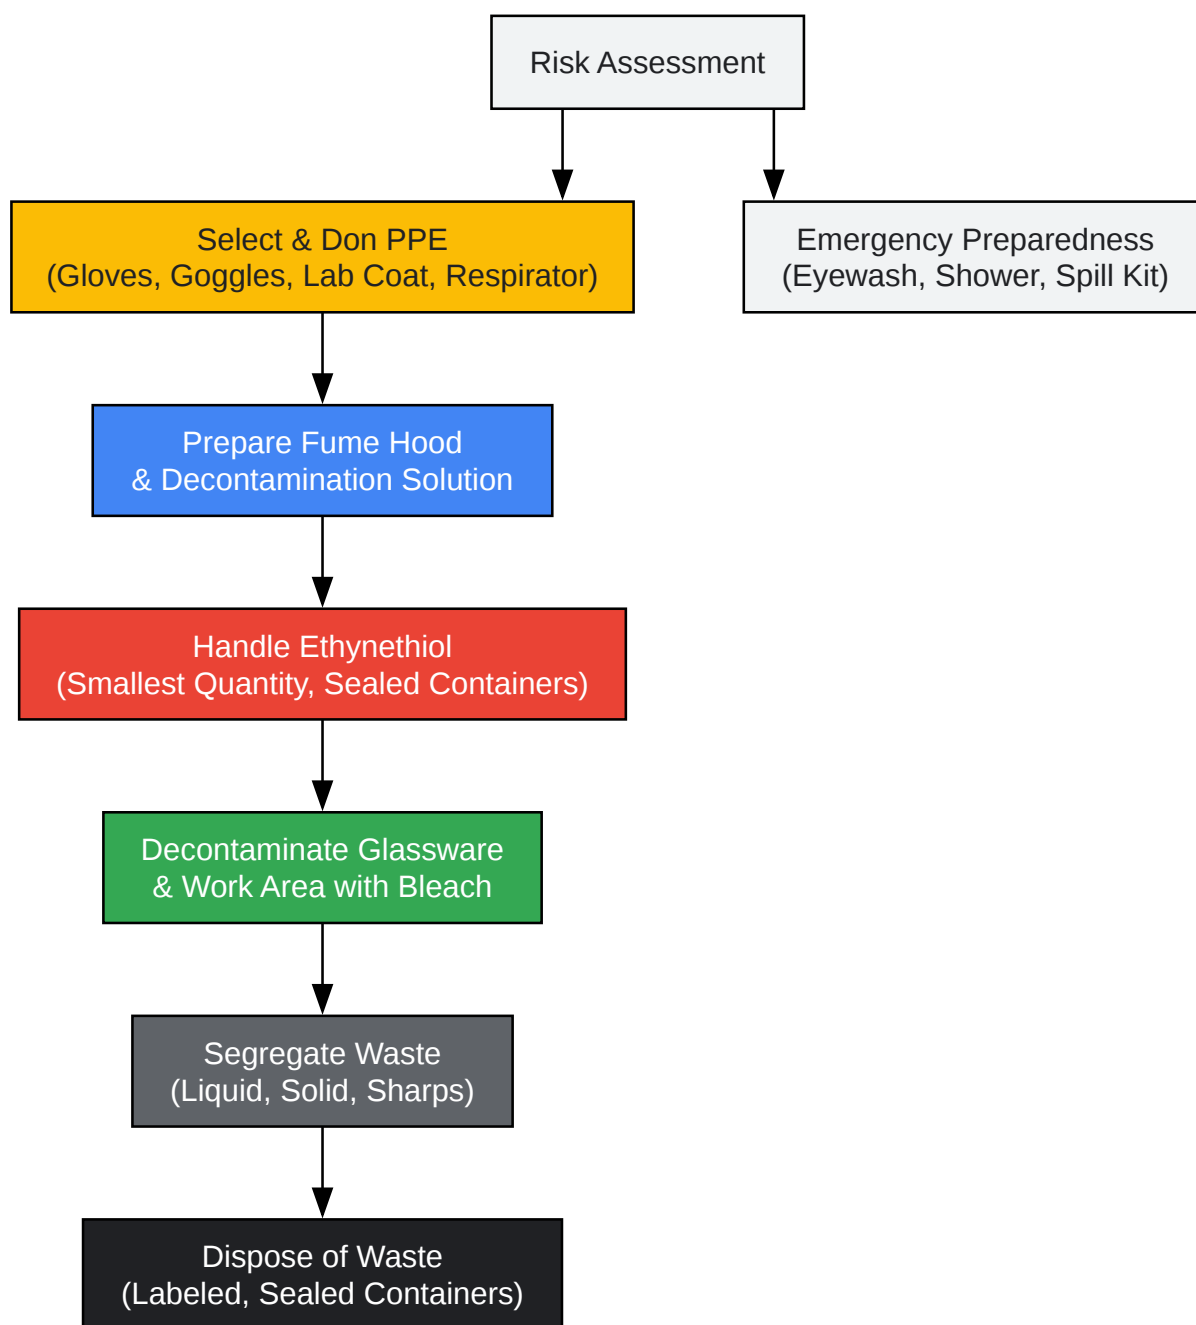 Risk Assessment
Select & Don PPE
(Gloves, Goggles, Lab Coat, Respirator)
Emergency Preparedness
(Eyewash, Shower, Spill Kit)
Prepare Fume Hood
& Decontamination Solution
Handle Ethynethiol
(Smallest Quantity, Sealed Containers)
Decontaminate Glassware
& Work Area with Bleach
Segregate Waste
(Liquid, Solid, Sharps)
Dispose of Waste
(Labeled, Sealed Containers)